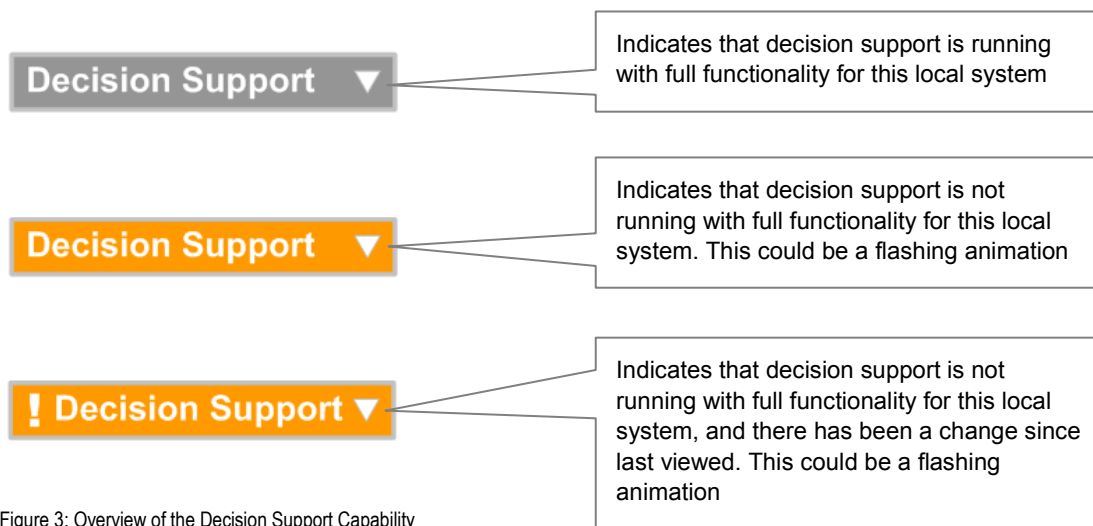 Decision Support
Indicates that decision support is running
with full functionality for this local system
Decision Support
Indicates that decision support is not
running with full functionality for this local
system. This could be a flashing animation
! Decision Support
Indicates that decision support is not
running with full functionality for this local
system, and there has been a change since
last viewed. This could be a flashing
animation
Figure 3: Overview of the Decision Support Capability